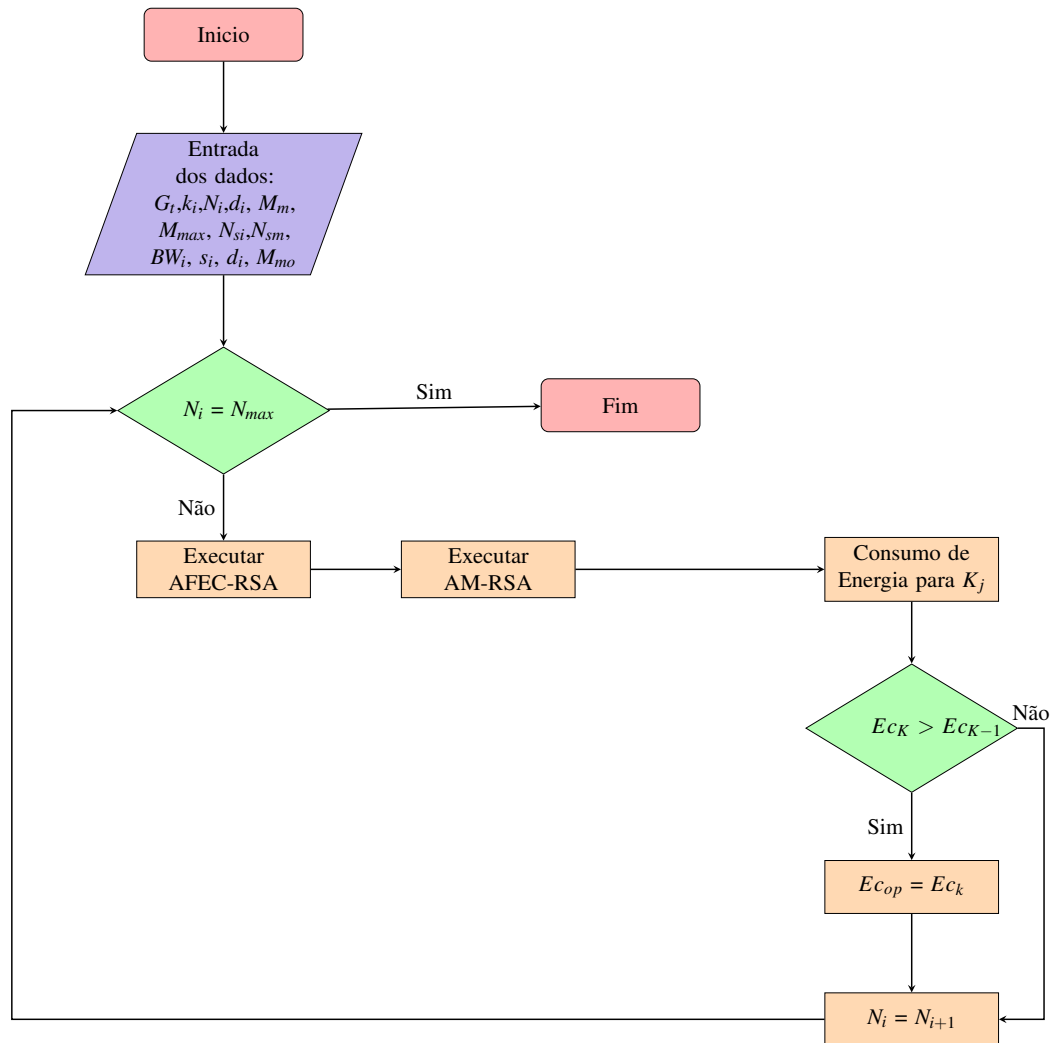 Inicio
Entrada
dos dados:
G_t,k_i,N_i,d_i, M_m,
M_max, N_si,N_sm,
BW_i, s_i, d_i, M_mo
N_i = N_max
Sim
Fim
Não
Executar
AFEC-RSA
Executar
AM-RSA
Consumo de
Energia para K_j
Ec_K > Ec_{K−1}
Não
Sim
Ec_op = Ec_k
N_i = N_{i+1}